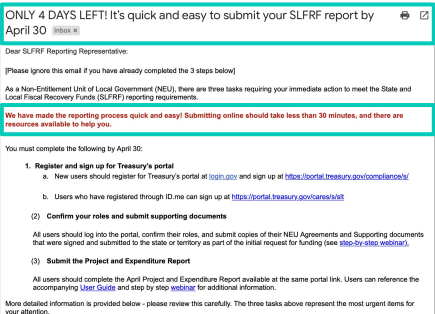 ONLY 4 DAYS LEFT! It's quick and easy to submit your SLFRF report by
April 30 Inbox ×
Dear SLFRF Reporting Representative:
[Please ignore this email if you have already completed the 3 steps below]
As a Non-Entitlement Unit of Local Government (NEU), there are three tasks requiring your immediate action to meet the State and
Local Fiscal Recovery Funds (SLFRF) reporting requirements.
We have made the reporting process quick and easy! Submitting online should take less than 30 minutes, and there are
resources available to help you.
You must complete the following by April 30:
1. Register and sign up for Treasury's portal
a. New users should register for Treasury's portal at login.gov and sign up at https://portal.treasury.gov/compliance/s/
b. Users who have registered through ID.me can sign up at https://portal.treasury.gov/cares/s/slt
(2) Confirm your roles and submit supporting documents
All users should log into the portal, confirm their roles, and submit copies of their NEU Agreements and Supporting documents
that were signed and submitted to the state or territory as part of the initial request for funding (see step-by-step webinar).
(3) Submit the Project and Expenditure Report
All users should complete the April Project and Expenditure Report available at the same portal link. Users can reference the
accompanying User Guide and step by step webinar for additional information.
More detailed information is provided below - please review this carefully. The three tasks above represent the most urgent items for
your attention.